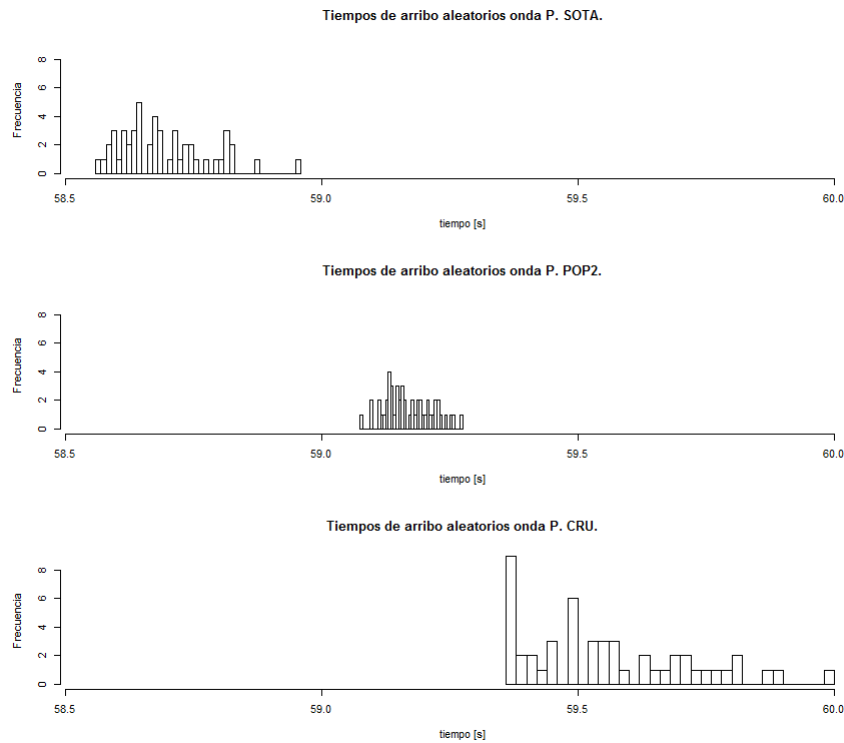 Tiempos de arribo aleatorios onda P. SOTA.
8
6
4
2
0
Frecuencia
58.5 59.0 59.5 60.0
tiempo [s]
Tiempos de arribo aleatorios onda P. POP2.
8
6
4
2
0
Frecuencia
58.5 59.0 59.5 60.0
tiempo [s]
Tiempos de arribo aleatorios onda P. CRU.
8
6
4
2
0
Frecuencia
58.5 59.0 59.5 60.0
tiempo [s]